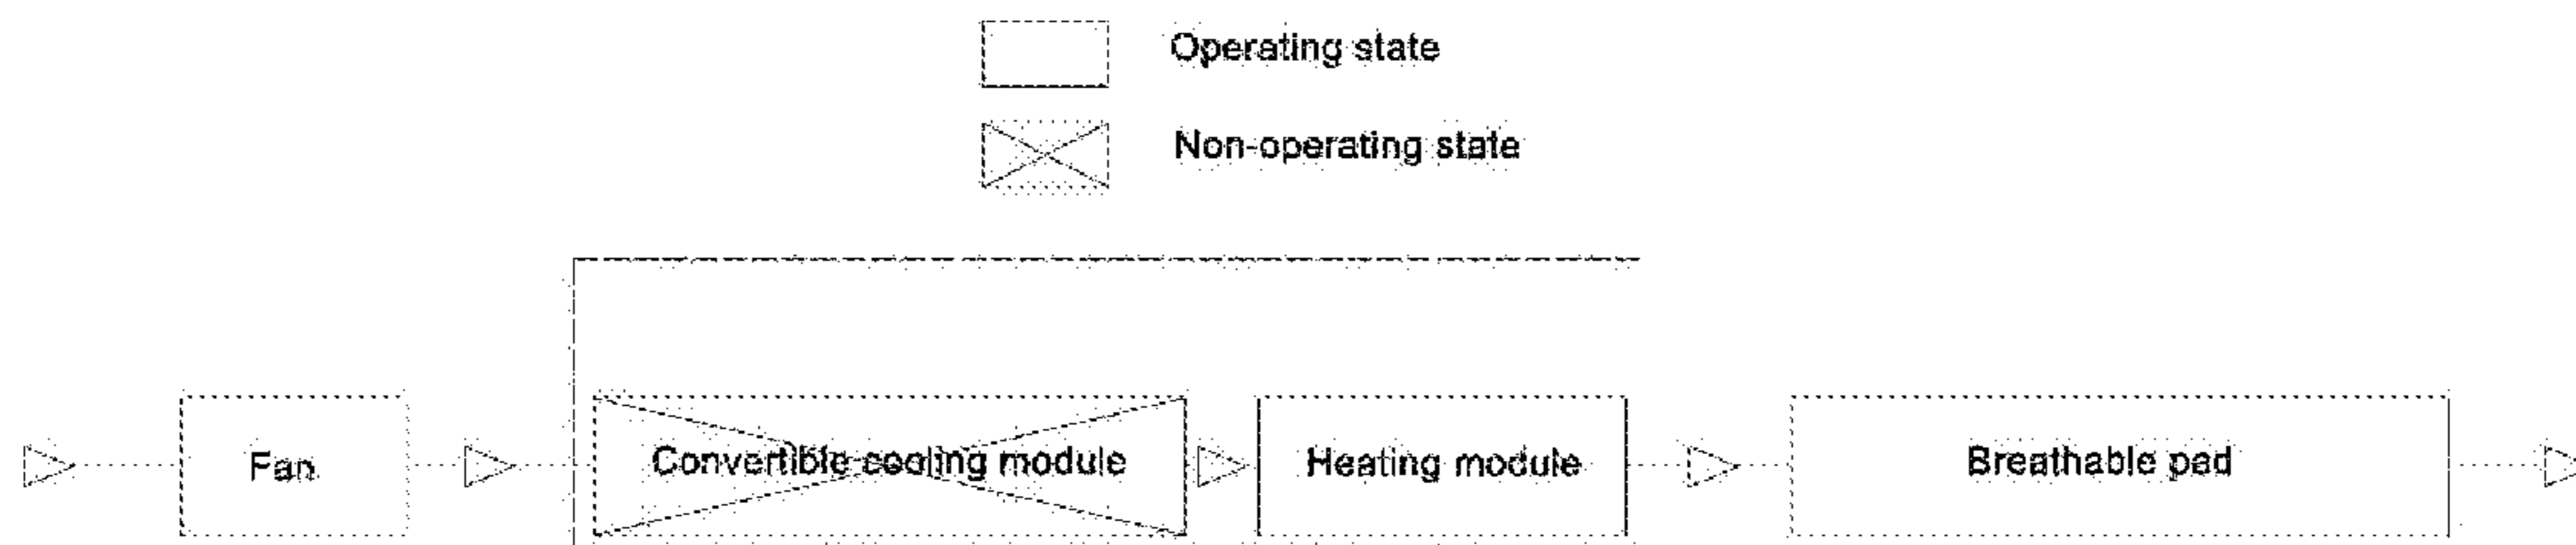 Operating state
Non-operating state
Fan
Convertible cooling module
Heating module
Breathable pad